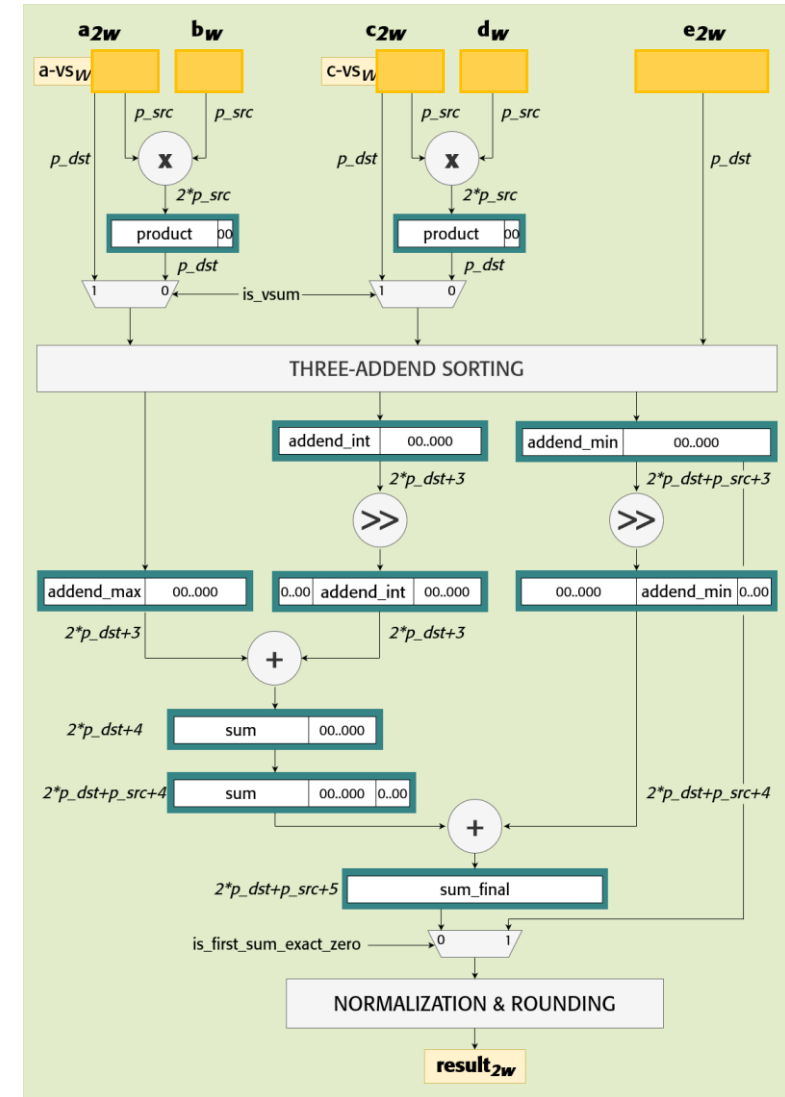 a2w bw c2w dw e2w
a-vsW c-vsW
p_src p_src p_src p_src
p_dst x p_dst x p_dst
2*p_src 2*p_src
product 00 product 00
p_dst p_dst
1 0 is_vsum 1 0
THREE-ADDEND SORTING
addend_int 00..000 addend_min 00..000
2*p_dst+3 2*p_dst+p_src+3
>> >>
addend_max 00..000 0..00 addend_int 00..000 00..000 addend_min 0..00
2*p_dst+3 2*p_dst+3
+
2*p_dst+4 sum 00..000
2*p_dst+p_src+4 sum 00..000 0..00 2*p_dst+p_src+4
+
2*p_dst+p_src+5 sum_final
is_first_sum_exact_zero 0 1
NORMALIZATION & ROUNDING
result2w